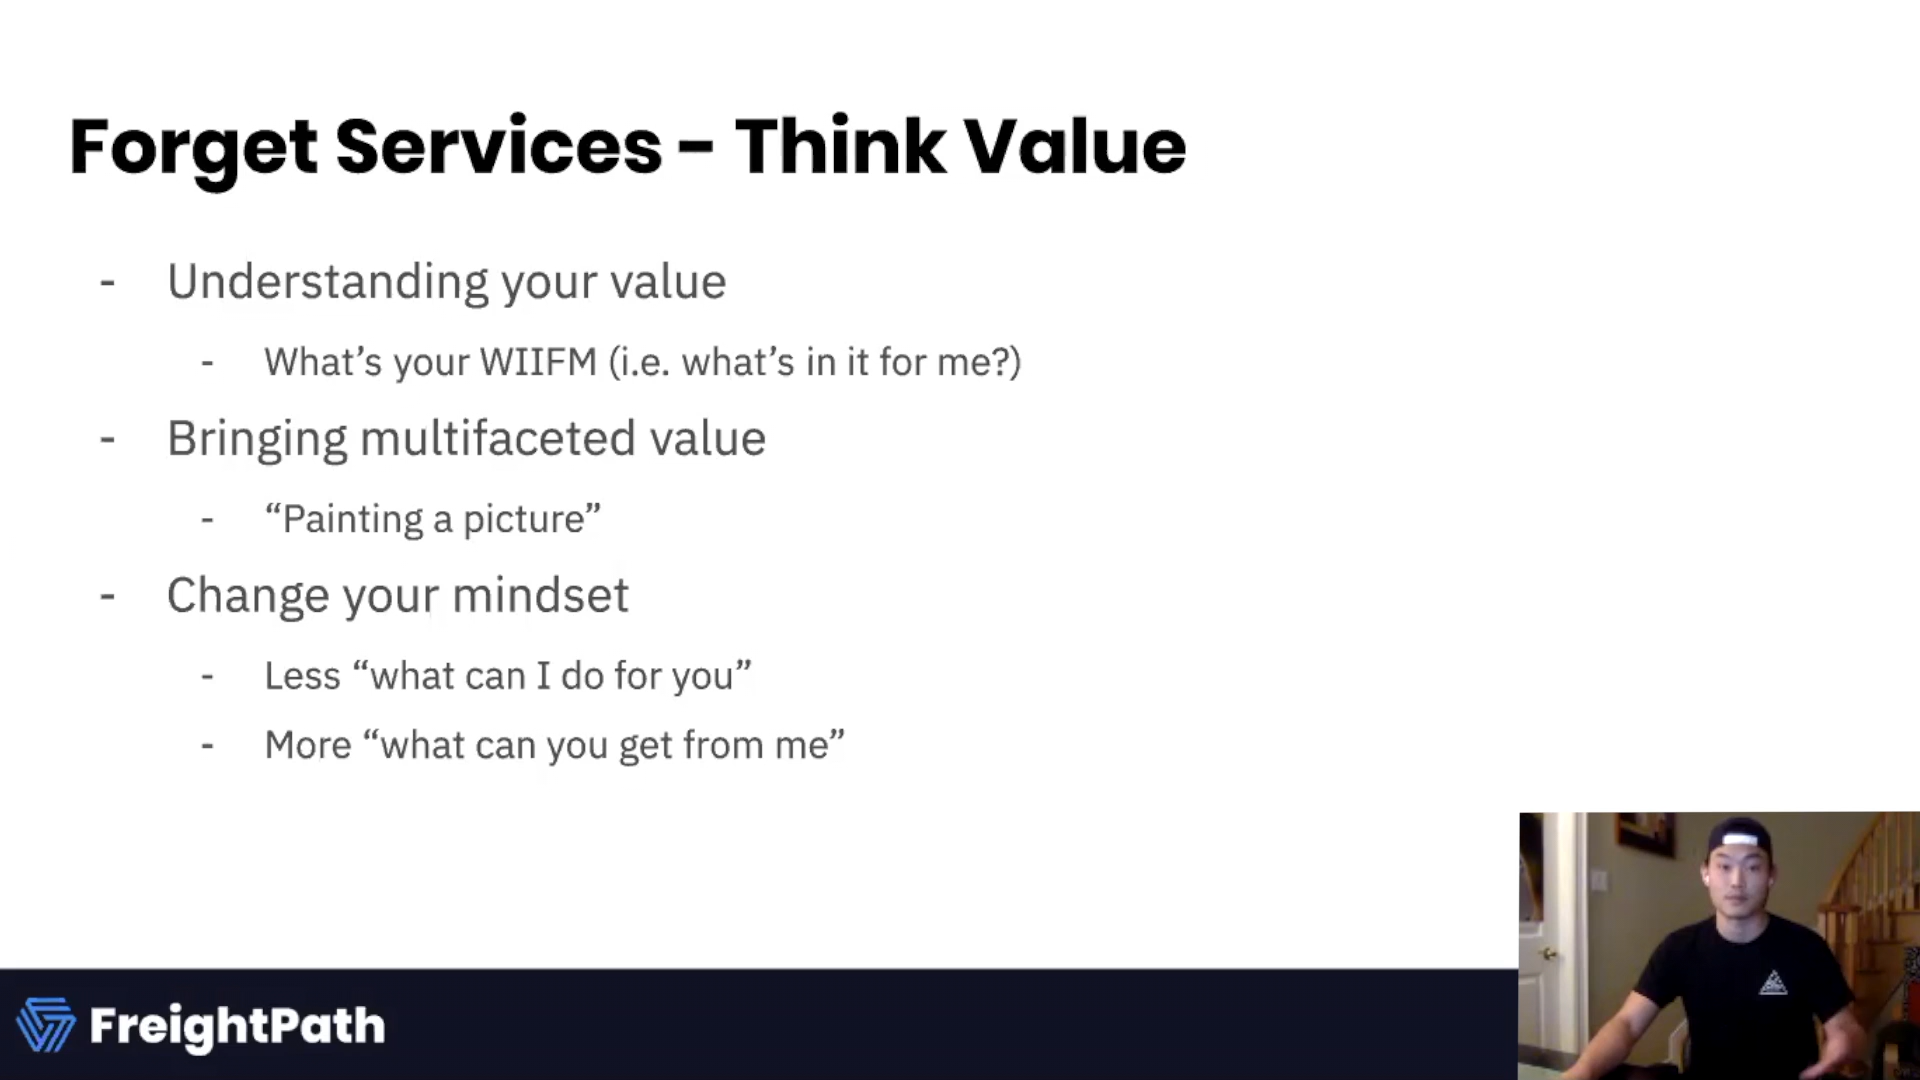 Forget Services - Think Value
- Understanding your value
- What’s your WIIFM (i.e. what’s in it for me?)
- Bringing multifaceted value
- “Painting a picture”
- Change your mindset
- Less “what can I do for you”
- More “what can you get from me”
FreightPath